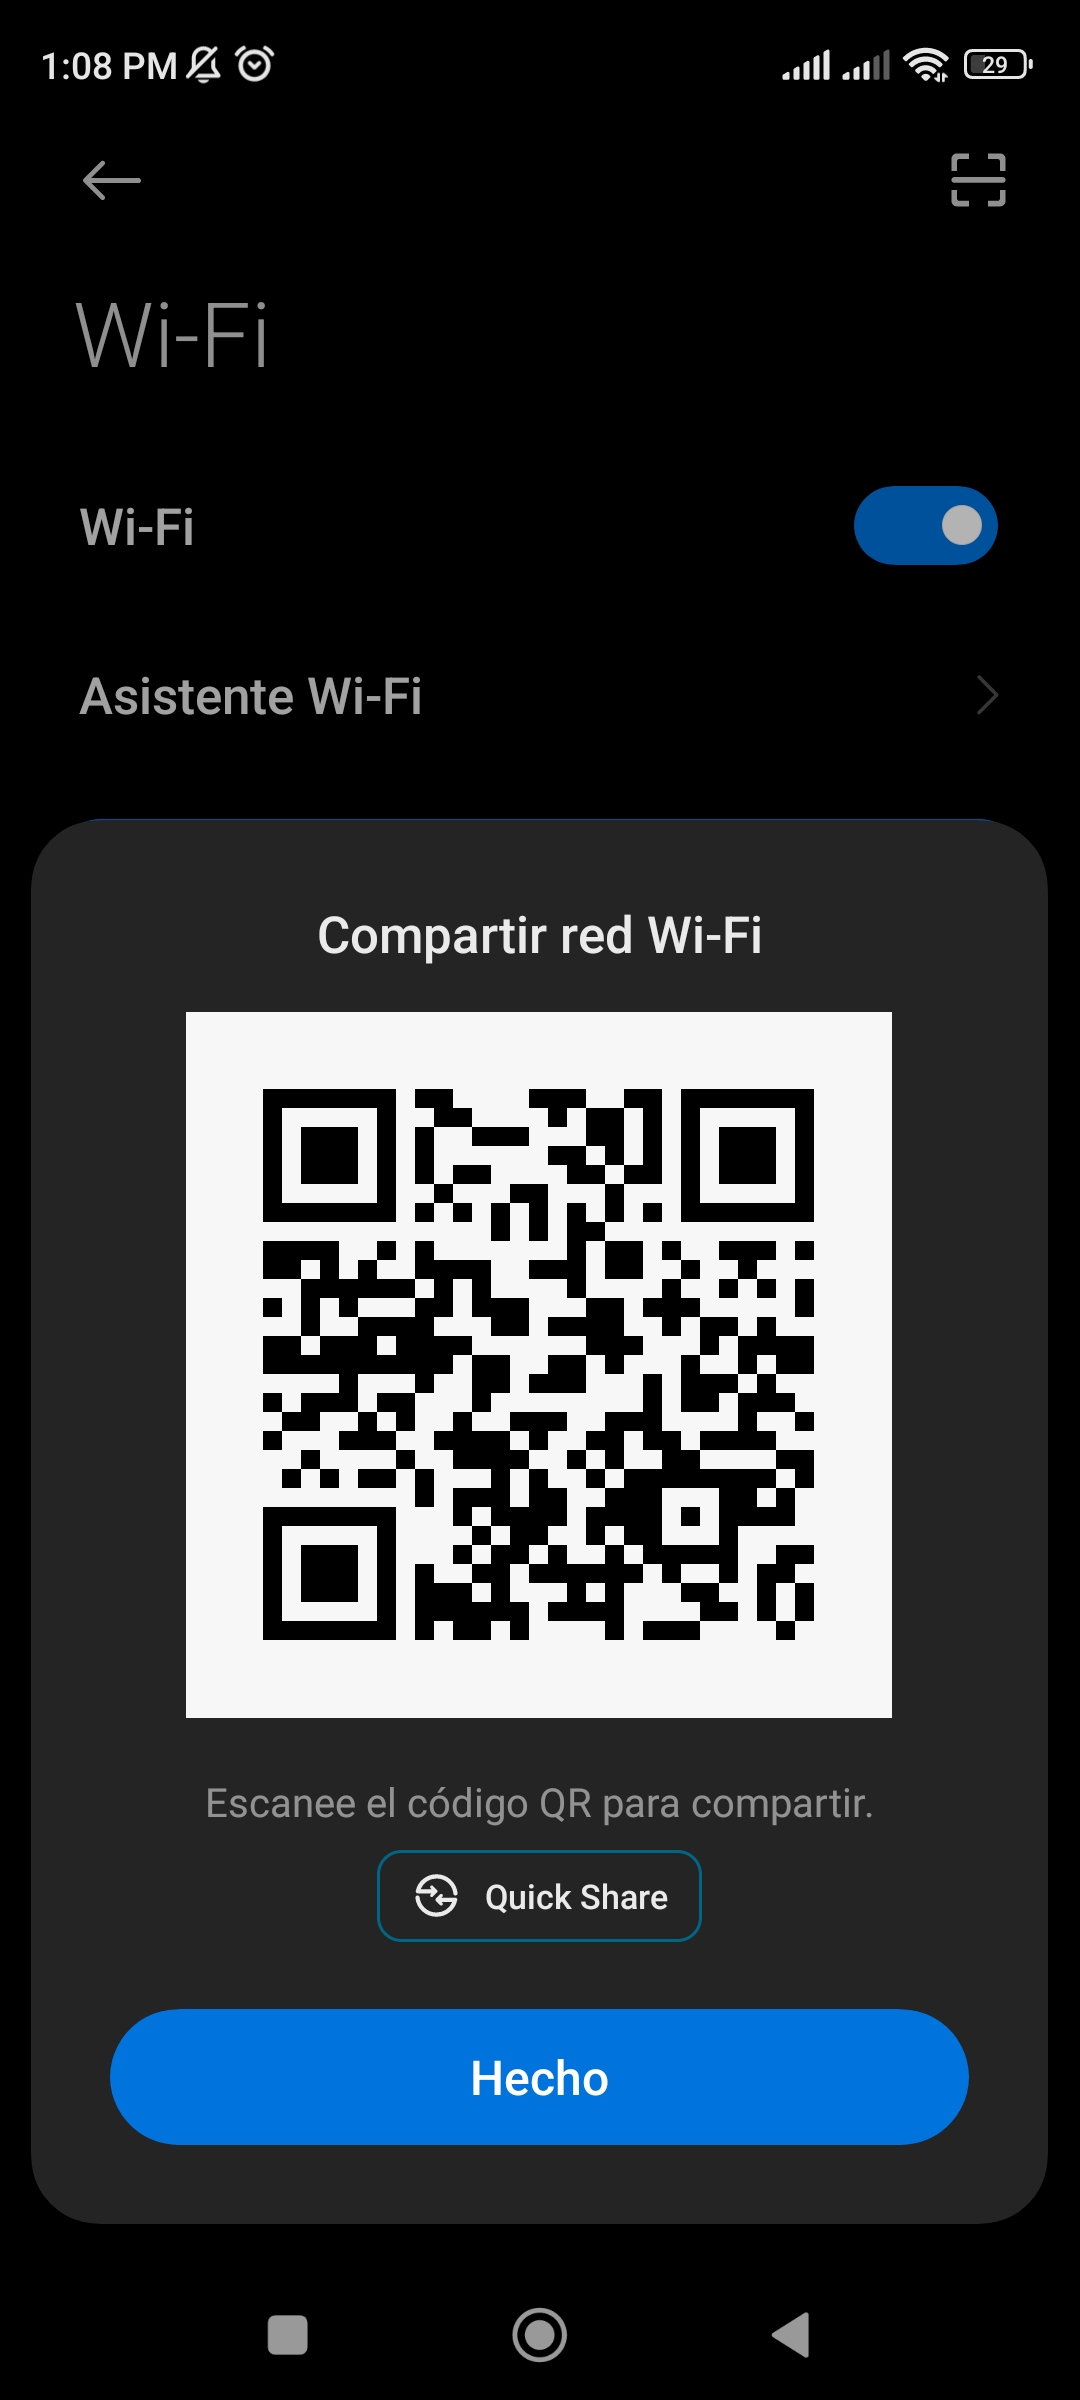 1:08 PM
29
Wi-Fi
Wi-Fi
Asistente Wi-Fi
Compartir red Wi-Fi
Escanee el código QR para compartir.
Quick Share
Hecho